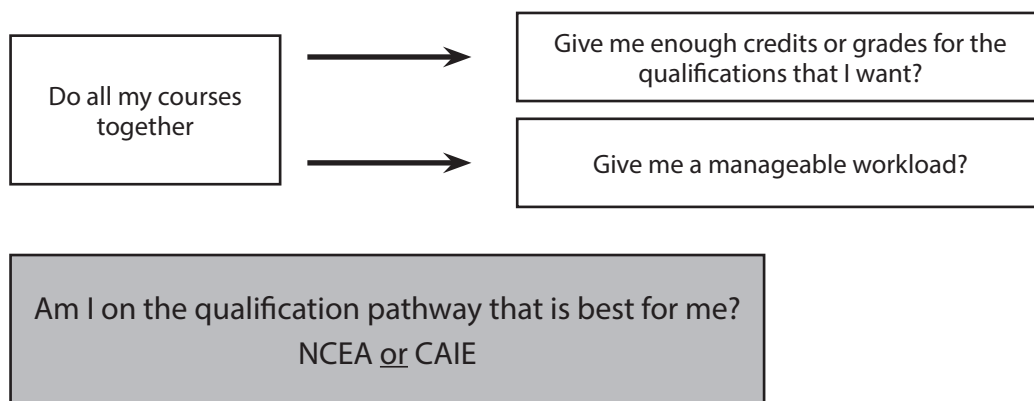 Do all my courses
together
Give me enough credits or grades for the
qualifications that I want?
Give me a manageable workload?
Am I on the qualification pathway that is best for me?
NCEA or CAIE